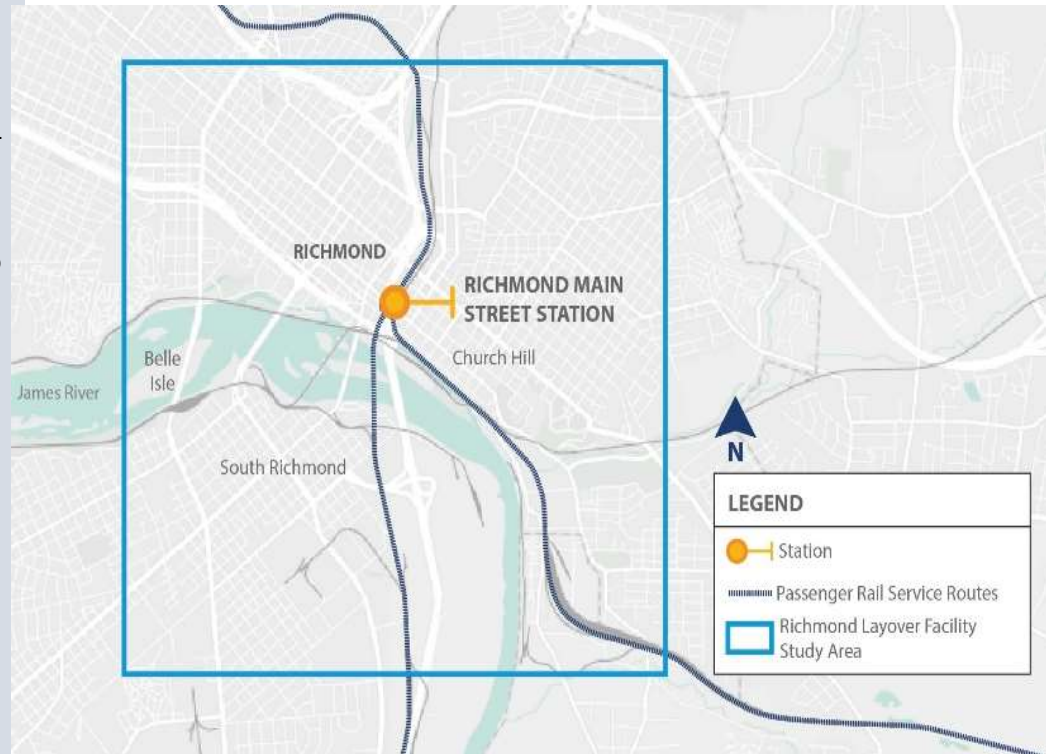 RICHMOND
RICHMOND MAIN
STREET STATION
Church Hill
Belle
Isle
James River
South Richmond
N
LEGEND
Station
Passenger Rail Service Routes
Richmond Layover Facility
Study Area